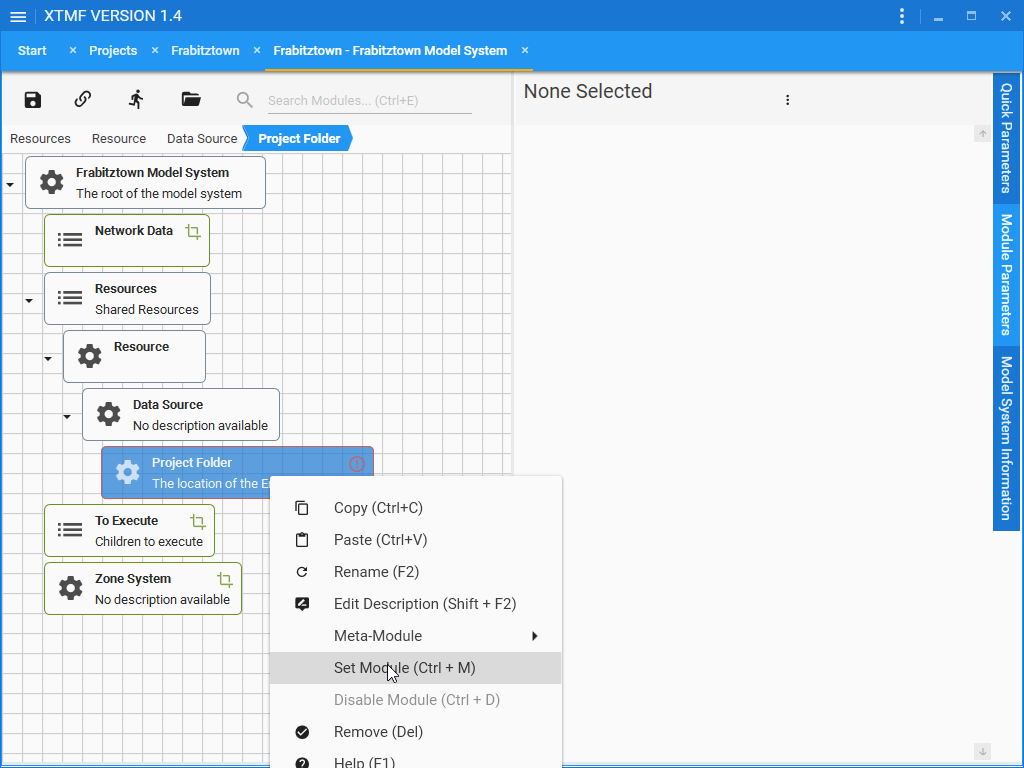 XTMF VERSION 1.4
Start × Projects × Frabitztown × Frabitztown - Frabitztown Model System ×
Search Modules... (Ctrl+E)
None Selected
Resources Resource Data Source Project Folder
Frabitztown Model System
The root of the model system
Network Data
Resources
Shared Resources
Resource
Data Source
No description available
Project Folder
The location of the
To Execute
Children to execute
Zone System
No description available
Copy (Ctrl+C)
Paste (Ctrl+V)
Rename (F2)
Edit Description (Shift + F2)
Meta-Module
Set Module (Ctrl + M)
Disable Module (Ctrl + D)
Remove (Del)
Help (F1)
Quick Parameters
Module Parameters
Model System Information